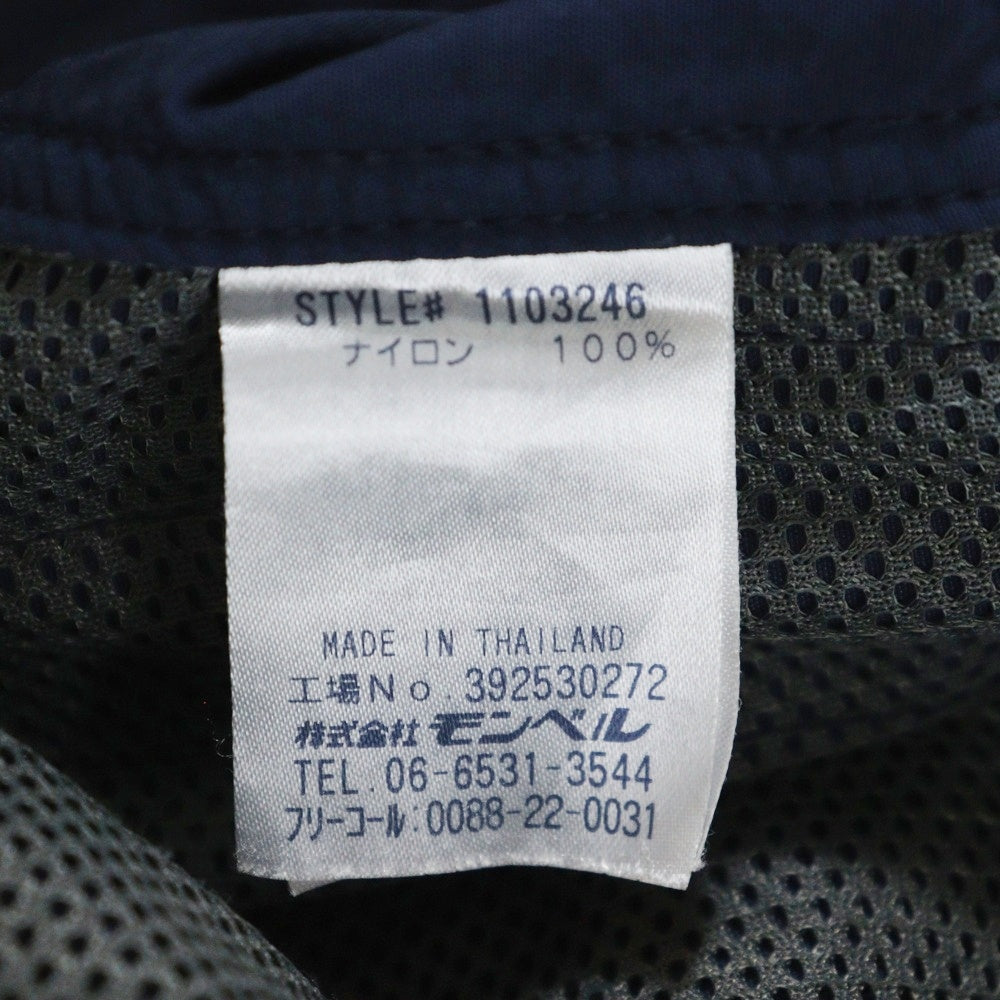 STYLE# 1103246
ナイロン 100%
MADE IN THAILAND
工場No.392530272
株式会社モンベル
TEL.06-6531-3544
フリーコール:0088-22-0031